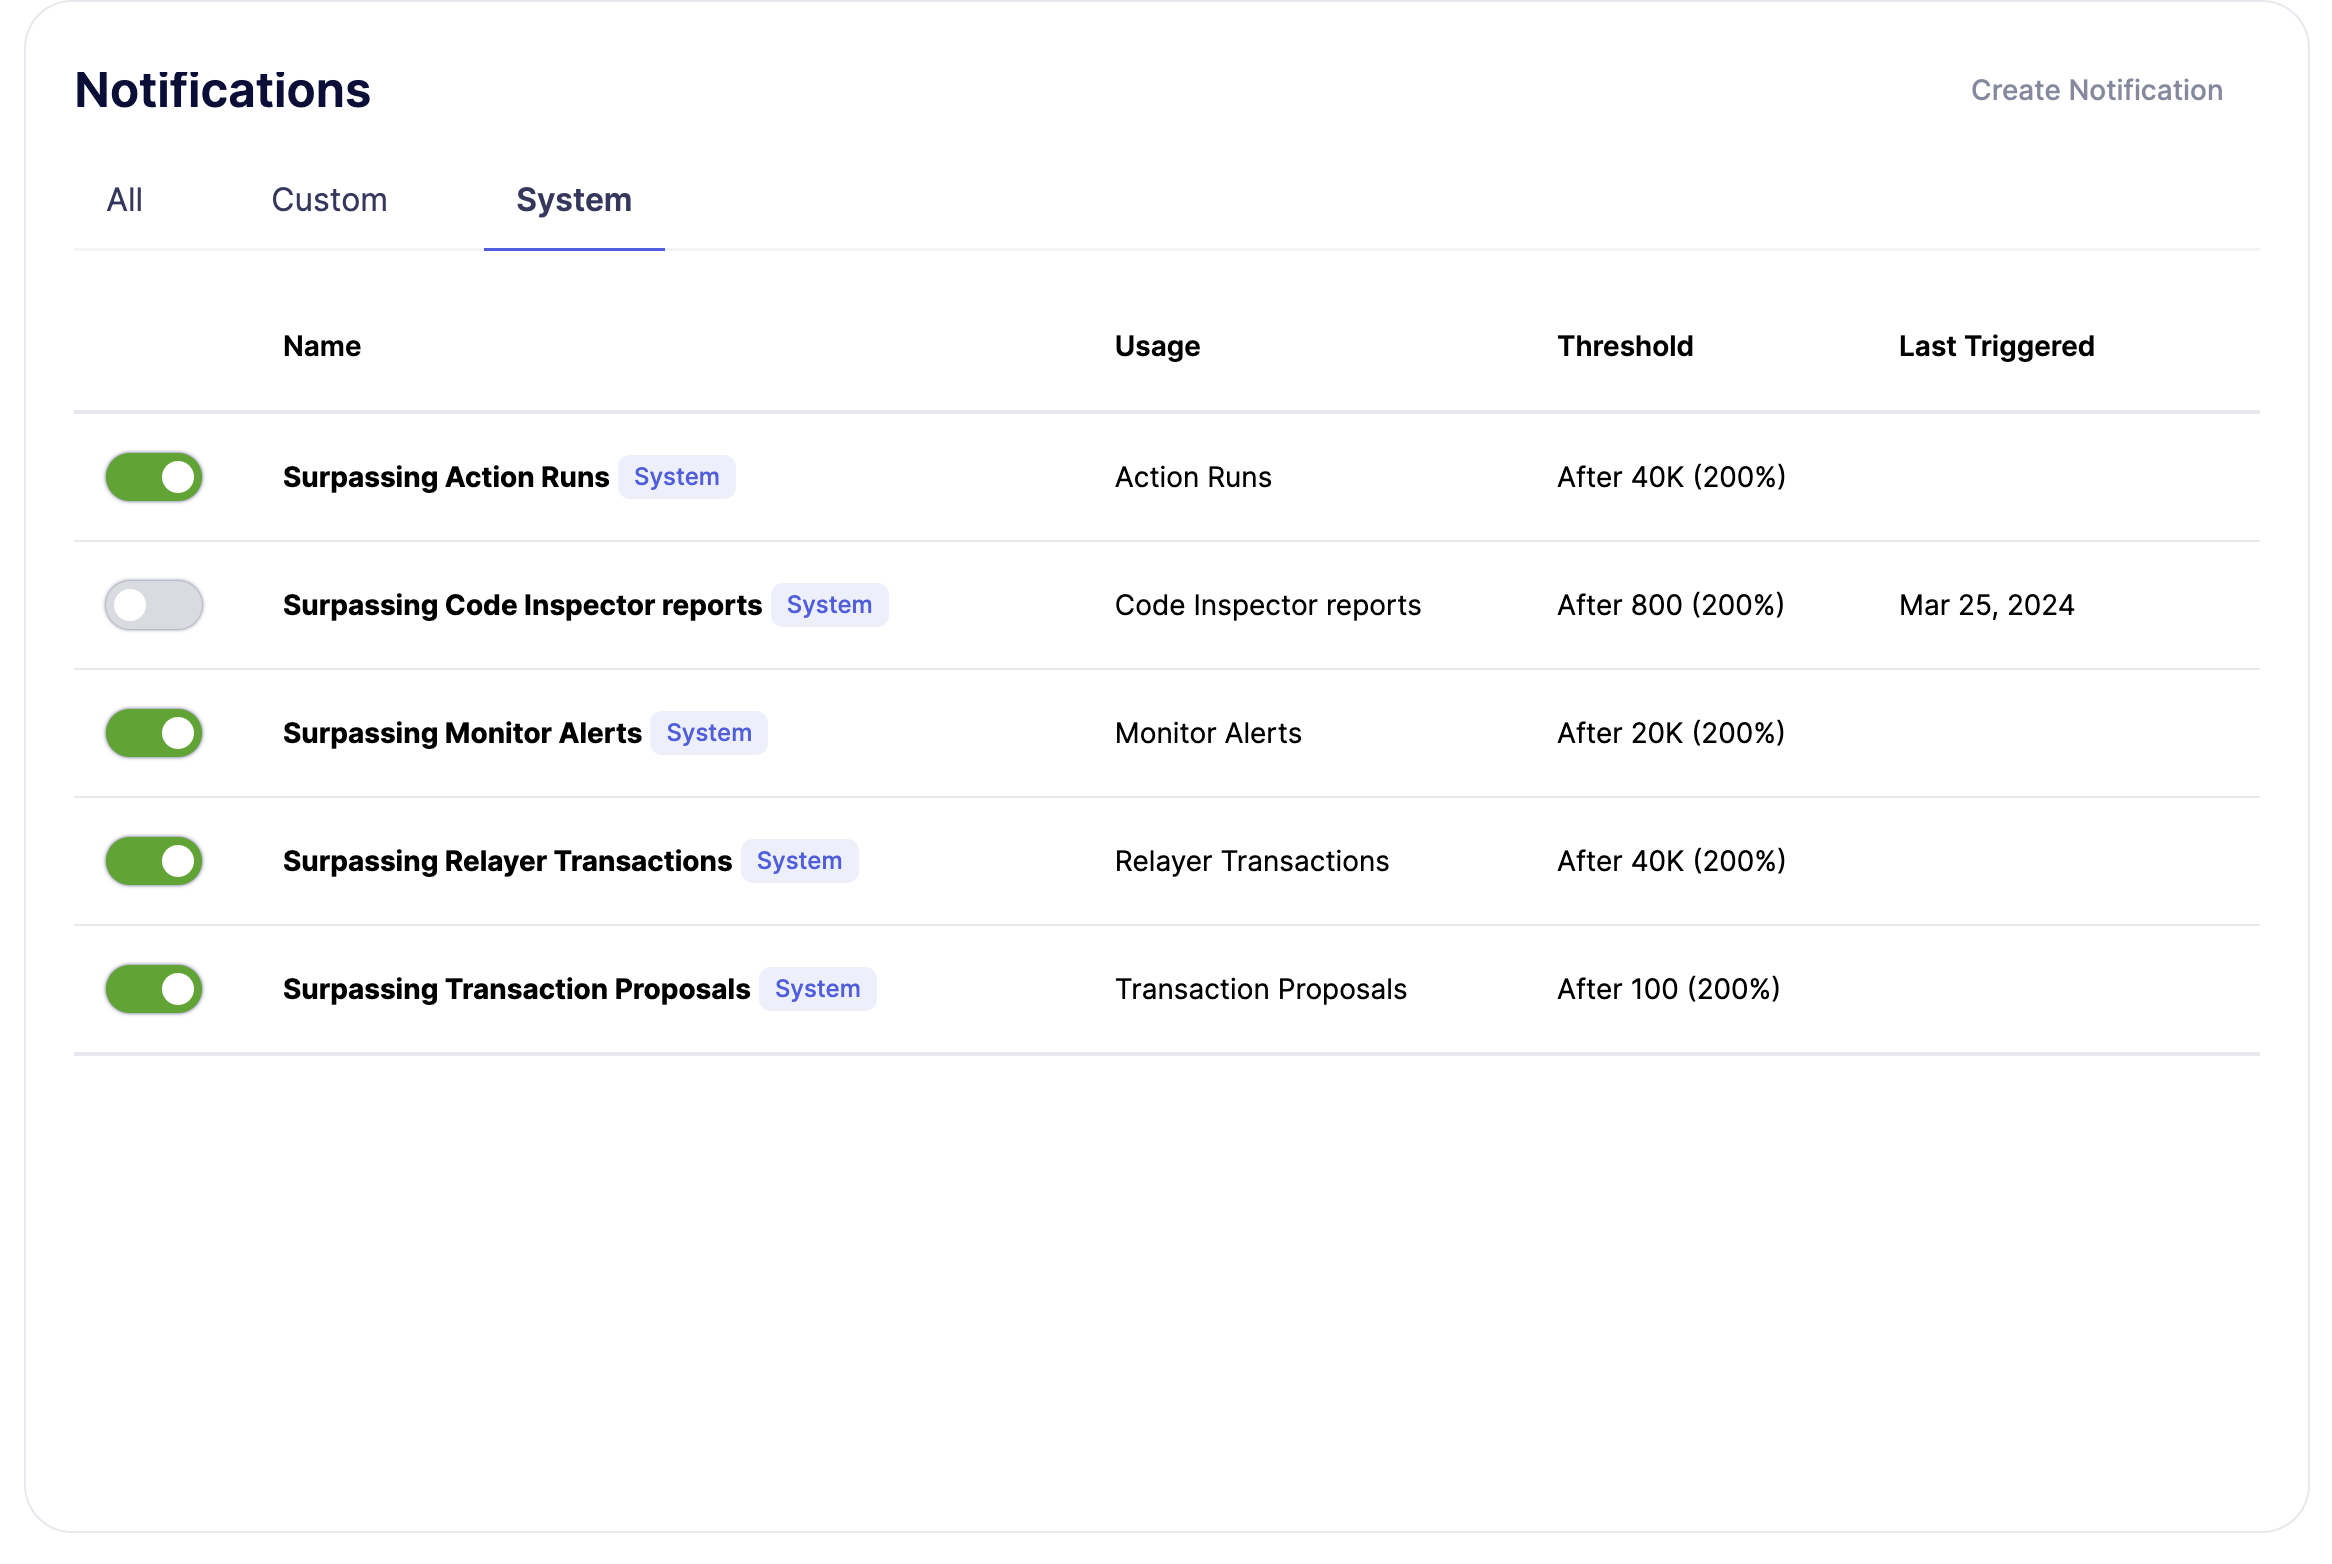 Notifications
Create Notification
All Custom System
Name Usage Threshold Last Triggered
Surpassing Action Runs System Action Runs After 40K (200%)
Surpassing Code Inspector reports System Code Inspector reports After 800 (200%) Mar 25, 2024
Surpassing Monitor Alerts System Monitor Alerts After 20K (200%)
Surpassing Relayer Transactions System Relayer Transactions After 40K (200%)
Surpassing Transaction Proposals System Transaction Proposals After 100 (200%)